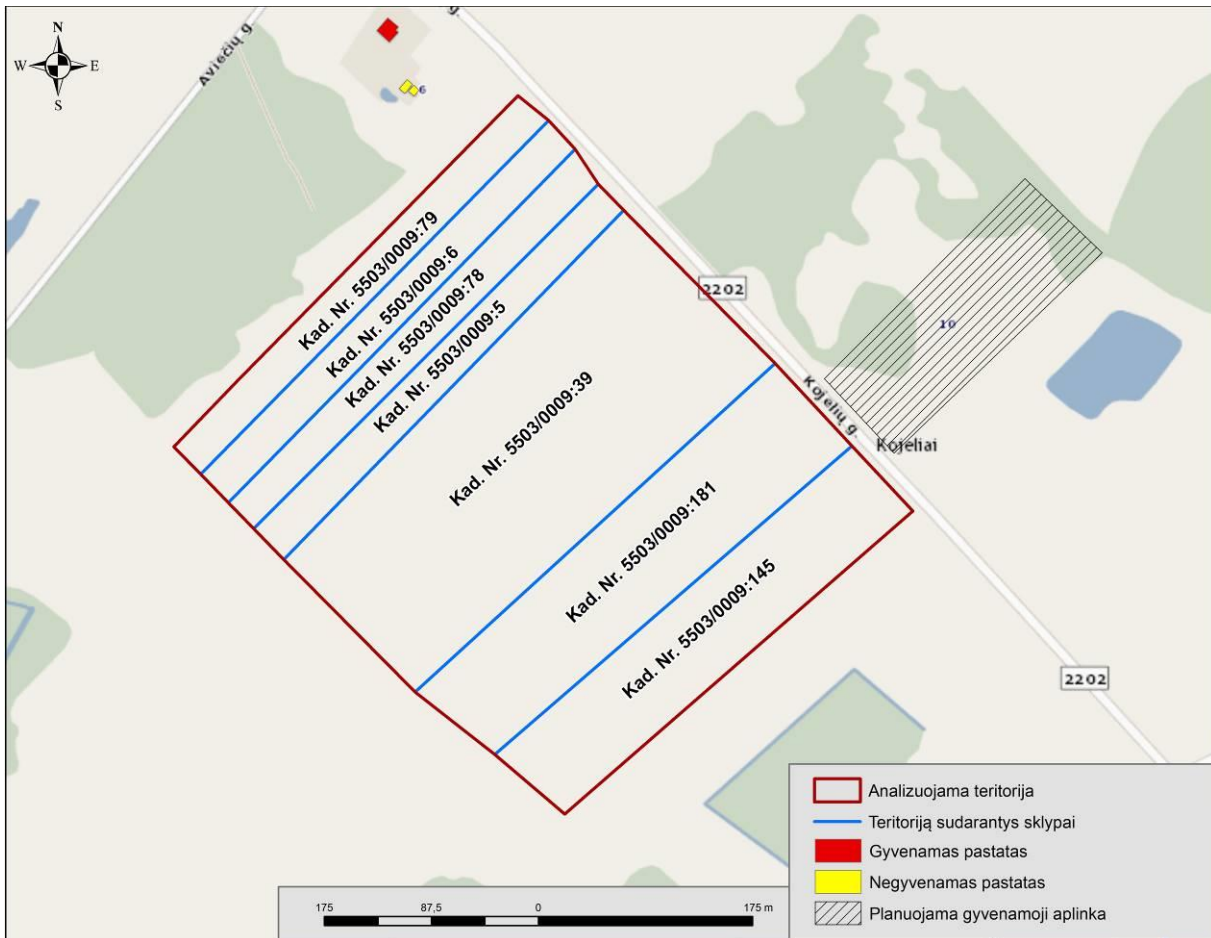 N
W E
S
Aviečių g.
g.
6
Kad. Nr. 5503/0009:79
Kad. Nr. 5503/0009:6
Kad. Nr. 5503/0009:78
Kad. Nr. 5503/0009:5
Kad. Nr. 5503/0009:39
Kad. Nr. 5503/0009:181
Kad. Nr. 5503/0009:145
2202
10
Kojelių g.
Kojeliai
2202
Analizuojama teritorija
Teritoriją sudarantys sklypai
Gyvenamas pastatas
Negyvenamas pastatas
Planuojama gyvenamoji aplinka
175 87,5 0 175 m